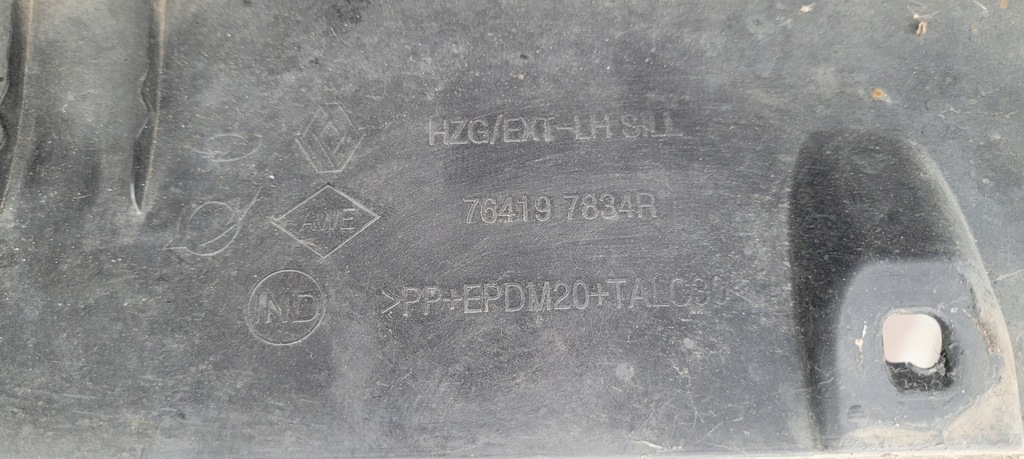 HZG/EXT-LH SILL
76419 7834R
AWE
IND
>PP+EPDM20+TALC30<